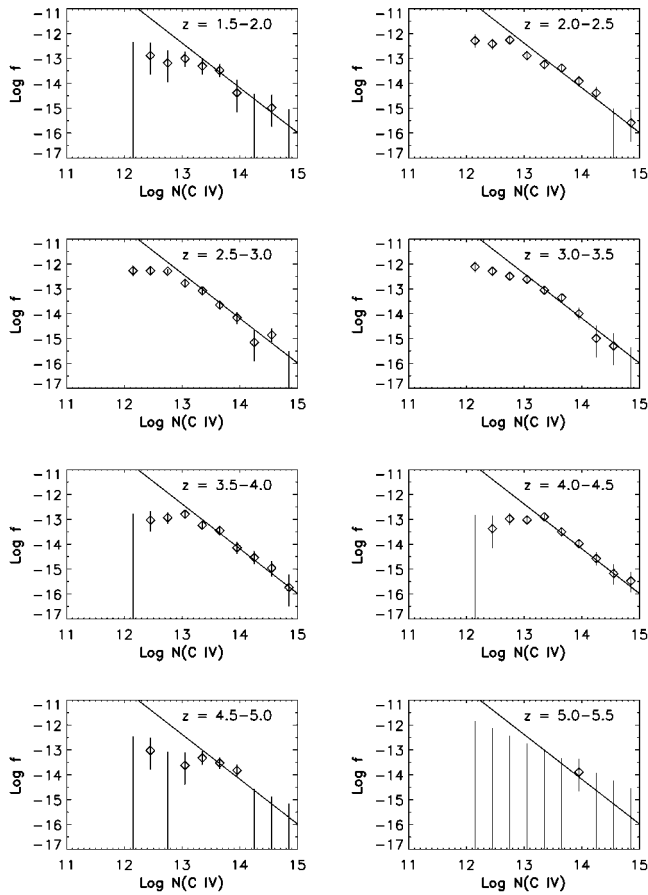 z = 1.5−2.0
−11
−12
−13
−14
−15
−16
−17
Log f
11 12 13 14 15
Log N(C IV)
z = 2.0−2.5
−11
−12
−13
−14
−15
−16
−17
Log f
11 12 13 14 15
Log N(C IV)
z = 2.5−3.0
−11
−12
−13
−14
−15
−16
−17
Log f
11 12 13 14 15
Log N(C IV)
z = 3.0−3.5
−11
−12
−13
−14
−15
−16
−17
Log f
11 12 13 14 15
Log N(C IV)
z = 3.5−4.0
−11
−12
−13
−14
−15
−16
−17
Log f
11 12 13 14 15
Log N(C IV)
z = 4.0−4.5
−11
−12
−13
−14
−15
−16
−17
Log f
11 12 13 14 15
Log N(C IV)
z = 4.5−5.0
−11
−12
−13
−14
−15
−16
−17
Log f
11 12 13 14 15
Log N(C IV)
z = 5.0−5.5
−11
−12
−13
−14
−15
−16
−17
Log f
11 12 13 14 15
Log N(C IV)